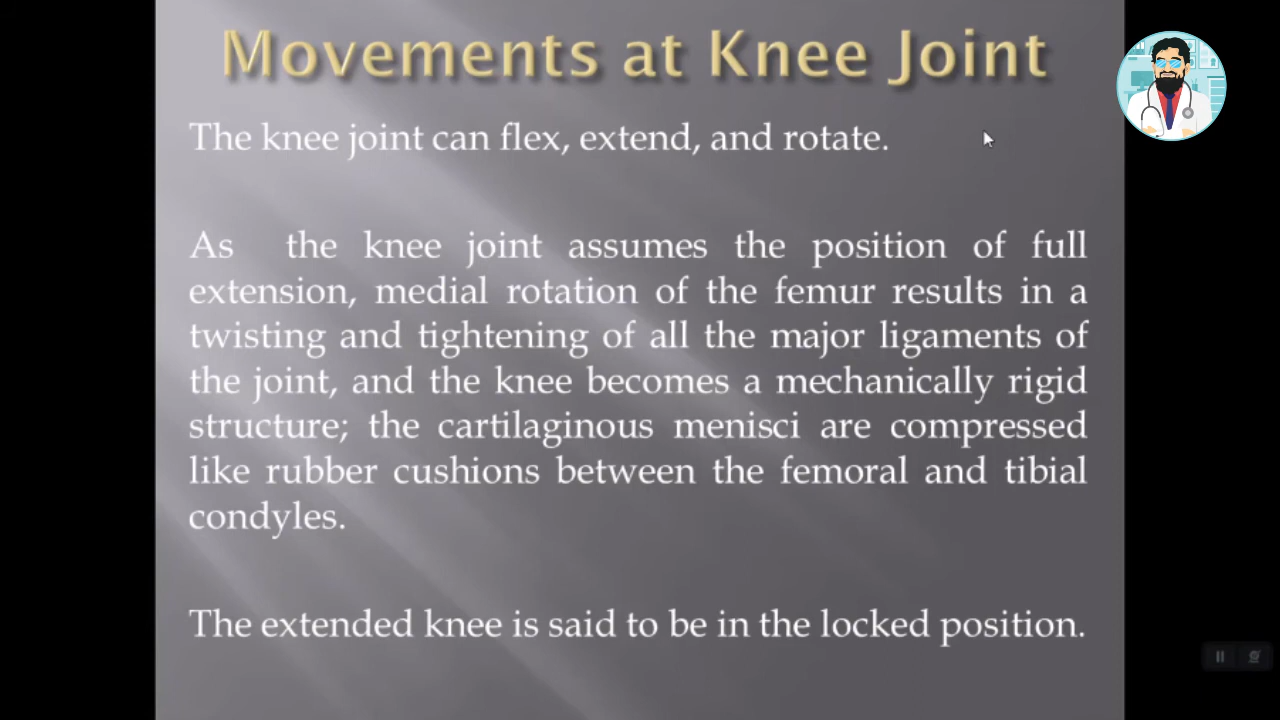 Movements at Knee Joint
The knee joint can flex, extend, and rotate.
As the knee joint assumes the position of full
extension, medial rotation of the femur results in a
twisting and tightening of all the major ligaments of
the joint, and the knee becomes a mechanically rigid
structure; the cartilaginous menisci are compressed
like rubber cushions between the femoral and tibial
condyles.
The extended knee is said to be in the locked position.